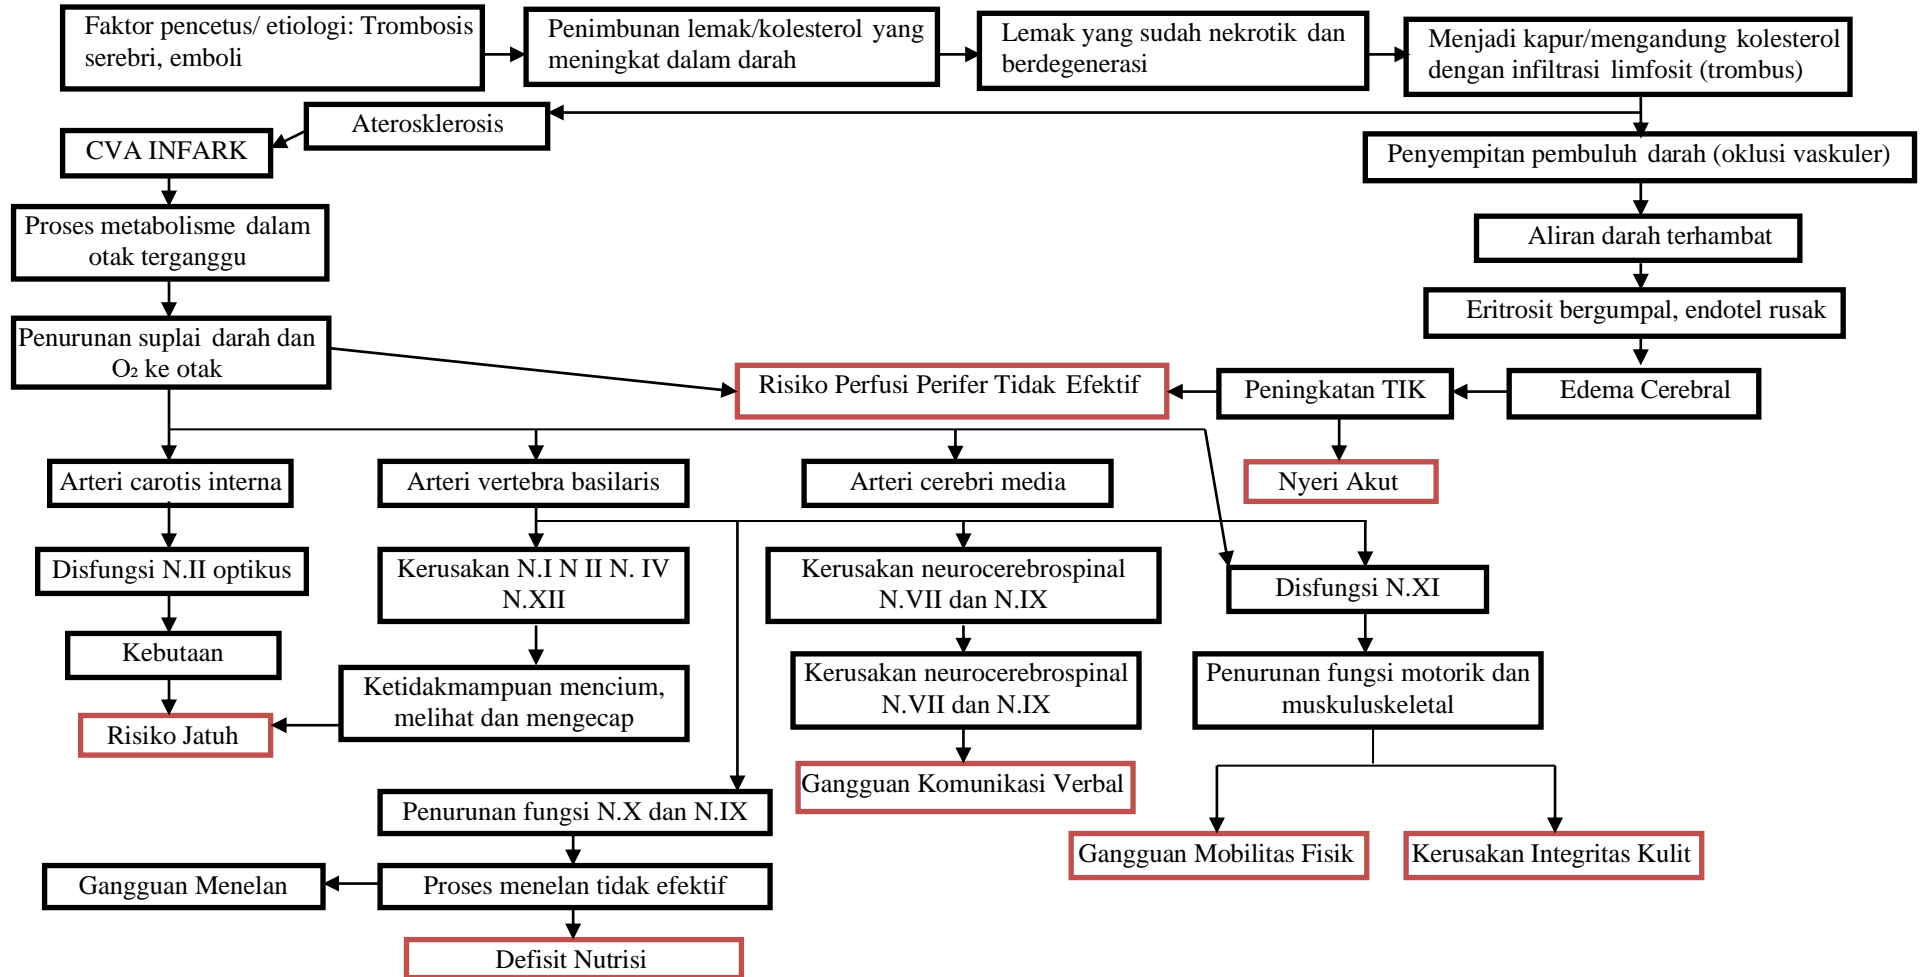 Faktor pencetus/ etiologi: Trombosis
serebri, emboli
Penimbunan lemak/kolesterol yang
meningkat dalam darah
Lemak yang sudah nekrotik dan
berdegenerasi
Menjadi kapur/mengandung kolesterol
dengan infiltrasi limfosit (trombus)
Aterosklerosis
CVA INFARK
Penyempitan pembuluh darah (oklusi vaskuler)
Proses metabolisme dalam
otak terganggu
Aliran darah terhambat
Eritrosit bergumpal, endotel rusak
Penurunan suplai darah dan
O₂ ke otak
Risiko Perfusi Perifer Tidak Efektif
Peningkatan TIK
Edema Cerebral
Arteri carotis interna
Arteri vertebra basilaris
Arteri cerebri media
Nyeri Akut
Disfungsi N.II optikus
Kerusakan N.I N II N. IV
N.XII
Kerusakan neurocerebrospinal
N.VII dan N.IX
Disfungsi N.XI
Kebutaan
Ketidakmampuan mencium,
melihat dan mengecap
Kerusakan neurocerebrospinal
N.VII dan N.IX
Penurunan fungsi motorik dan
muskuluskeletal
Risiko Jatuh
Gangguan Komunikasi Verbal
Penurunan fungsi N.X dan N.IX
Gangguan Mobilitas Fisik
Kerusakan Integritas Kulit
Gangguan Menelan
Proses menelan tidak efektif
Defisit Nutrisi